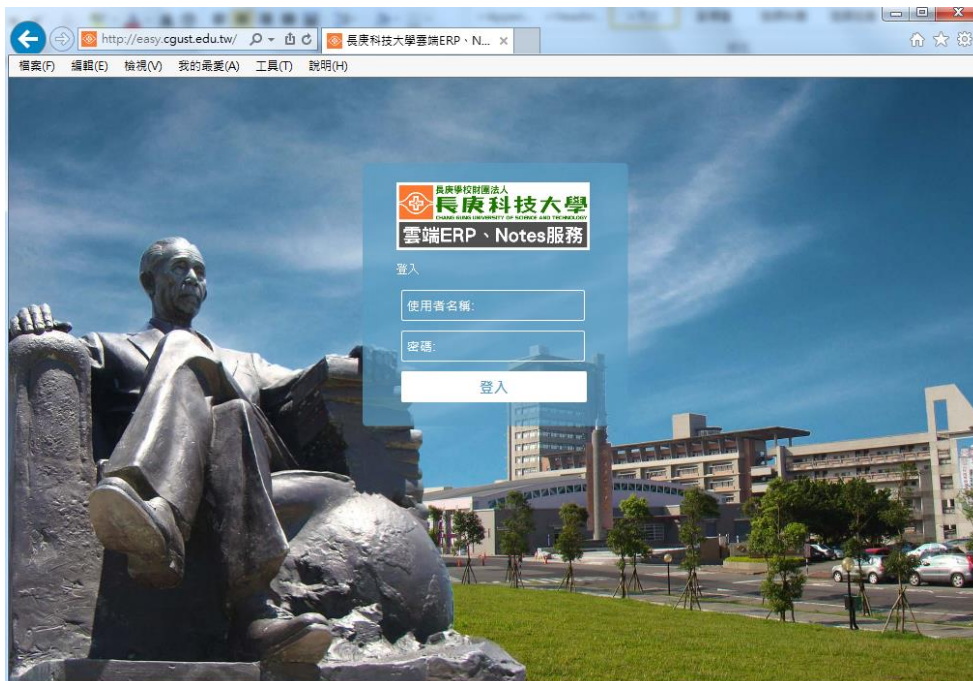 http://easy.cgust.edu.tw/
長庚科技大學雲端ERP、N...
檔案(F) 編輯(E) 檢視(V) 我的最愛(A) 工具(T) 說明(H)
長庚學校財團法人
長庚科技大學
CHANG GUNG UNIVERSITY OF SCIENCE AND TECHNOLOGY
雲端ERP、Notes服務
登入
使用者名稱:
密碼:
登入